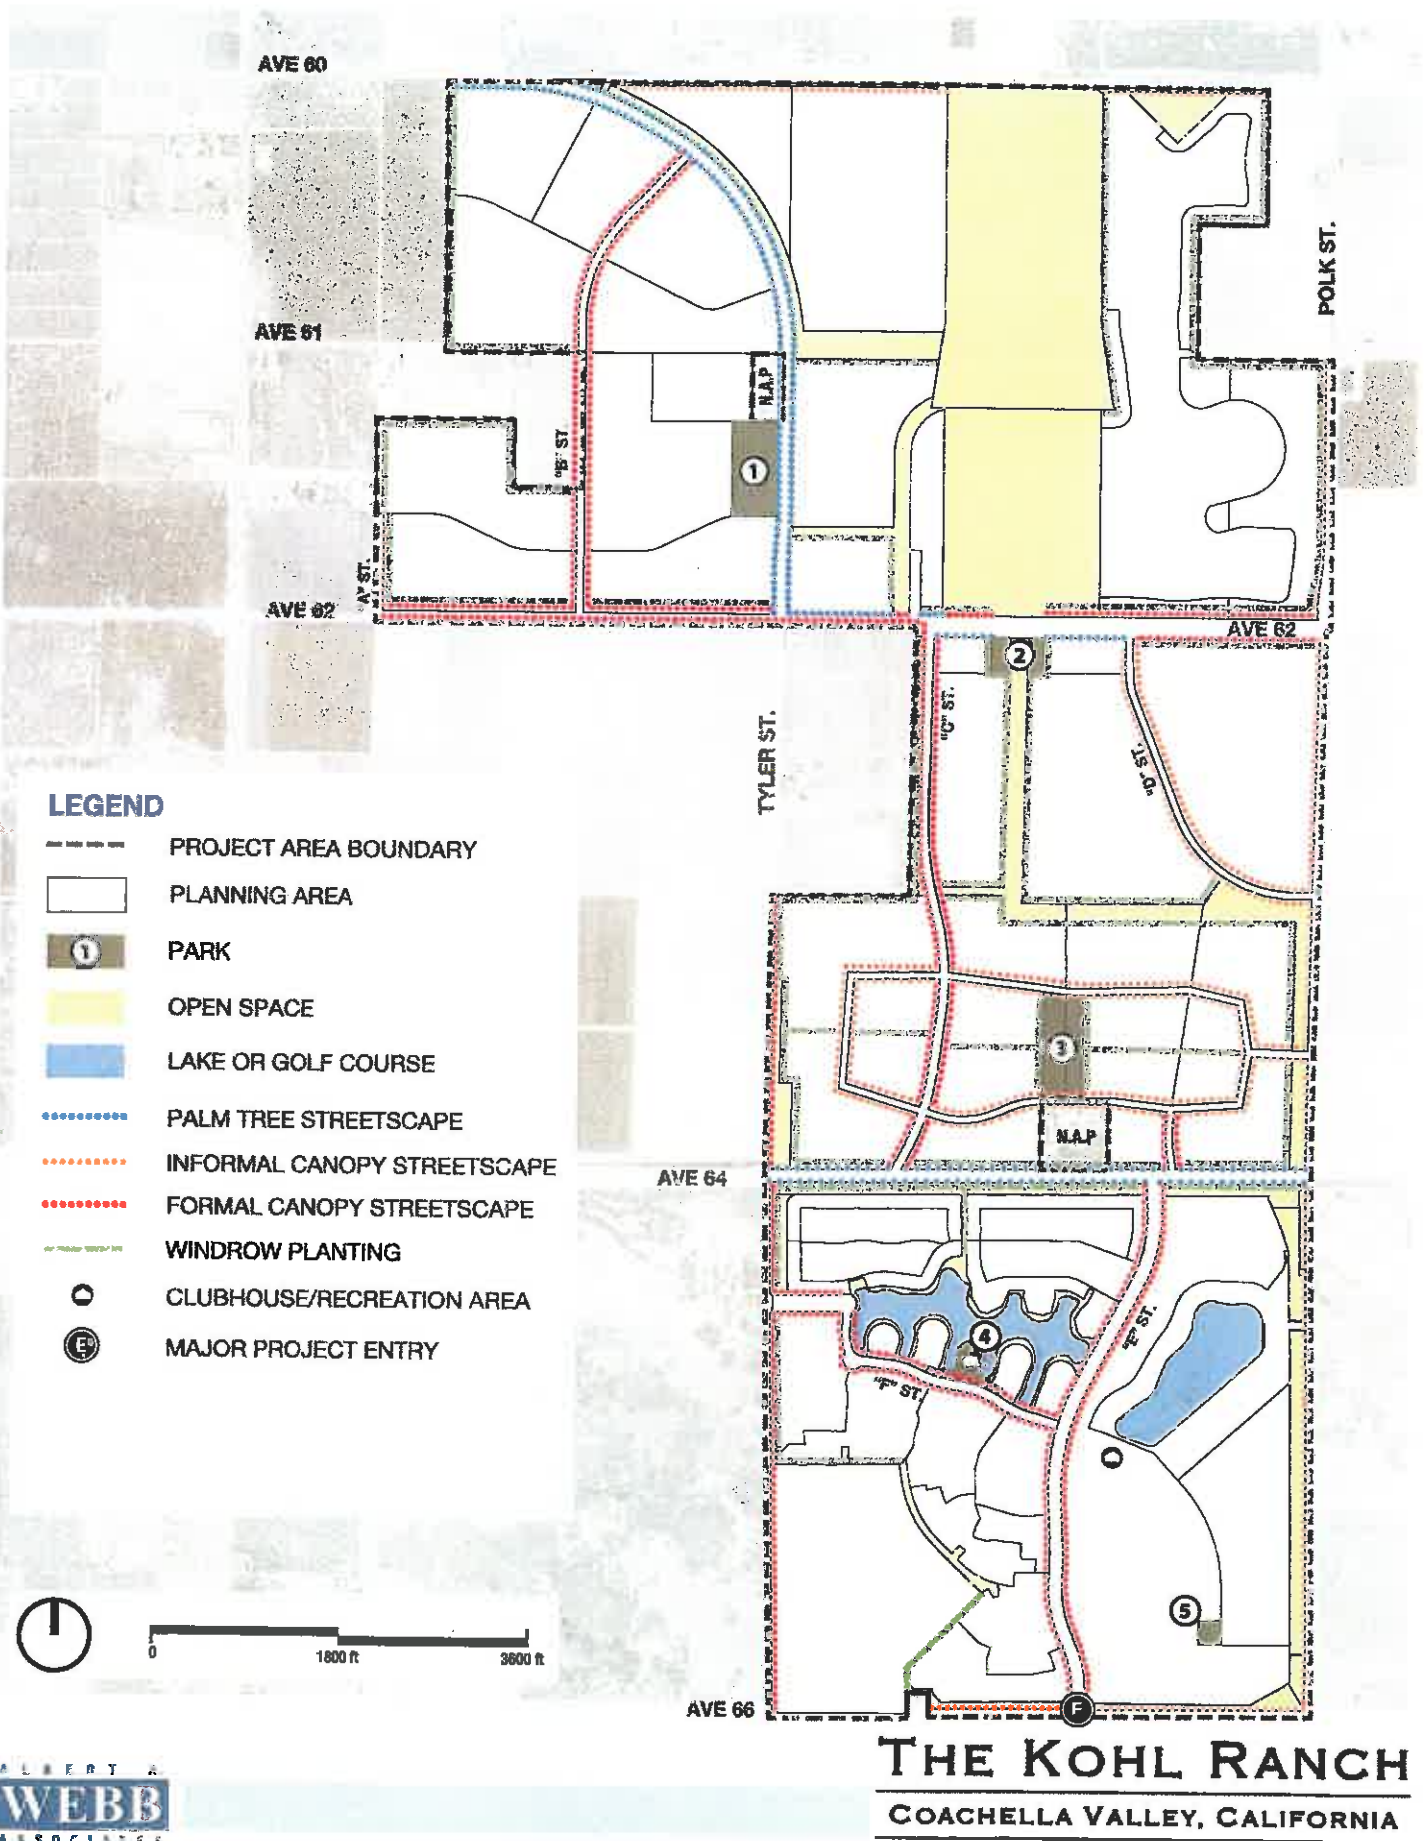 AVE 60
POLK ST.
AVE 61
N.A.P
"B" ST
1
"A" ST.
AVE 62
AVE 62
2
"C" ST.
TYLER ST.
"D" ST.
LEGEND
PROJECT AREA BOUNDARY
PLANNING AREA
1 PARK
OPEN SPACE
LAKE OR GOLF COURSE
PALM TREE STREETSCAPE
INFORMAL CANOPY STREETSCAPE
FORMAL CANOPY STREETSCAPE
WINDROW PLANTING
CLUBHOUSE/RECREATION AREA
MAJOR PROJECT ENTRY
3
N.A.P
AVE 64
4
"F" ST.
5
0 1800 ft 3600 ft
AVE 66
F
THE KOHL RANCH
COACHELLA VALLEY, CALIFORNIA
ALBERT A.
WEBB
ASSOCIATES